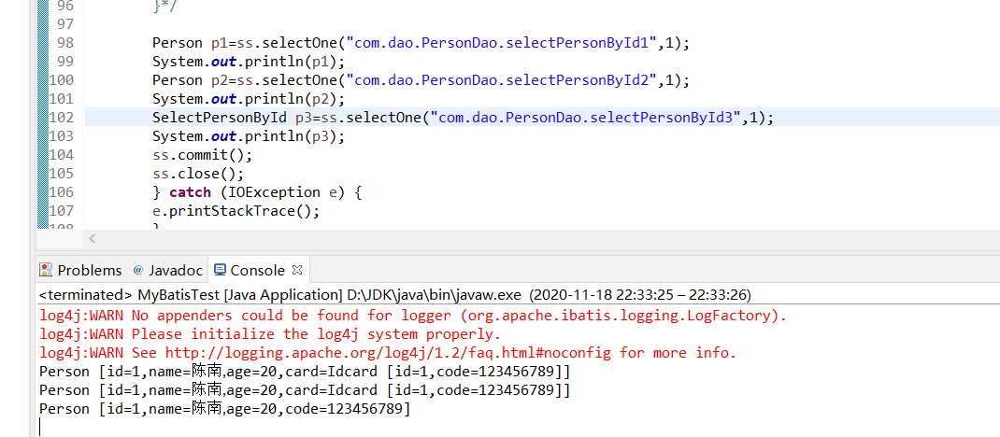 96 }*/
97
98 Person p1=ss.selectOne("com.dao.PersonDao.selectPersonById1",1);
99 System.out.println(p1);
100 Person p2=ss.selectOne("com.dao.PersonDao.selectPersonById2",1);
101 System.out.println(p2);
102 SelectPersonById p3=ss.selectOne("com.dao.PersonDao.selectPersonById3",1);
103 System.out.println(p3);
104 ss.commit();
105 ss.close();
106 } catch (IOException e) {
107 e.printStackTrace();
108 }
Problems @ Javadoc Console
<terminated> MyBatisTest [Java Application] D:\JDK\java\bin\javaw.exe (2020-11-18 22:33:25 – 22:33:26)
log4j:WARN No appenders could be found for logger (org.apache.ibatis.logging.LogFactory).
log4j:WARN Please initialize the log4j system properly.
log4j:WARN See http://logging.apache.org/log4j/1.2/faq.html#noconfig for more info.
Person [id=1,name=陈南,age=20,card=Idcard [id=1,code=123456789]]
Person [id=1,name=陈南,age=20,card=Idcard [id=1,code=123456789]]
Person [id=1,name=陈南,age=20,code=123456789]